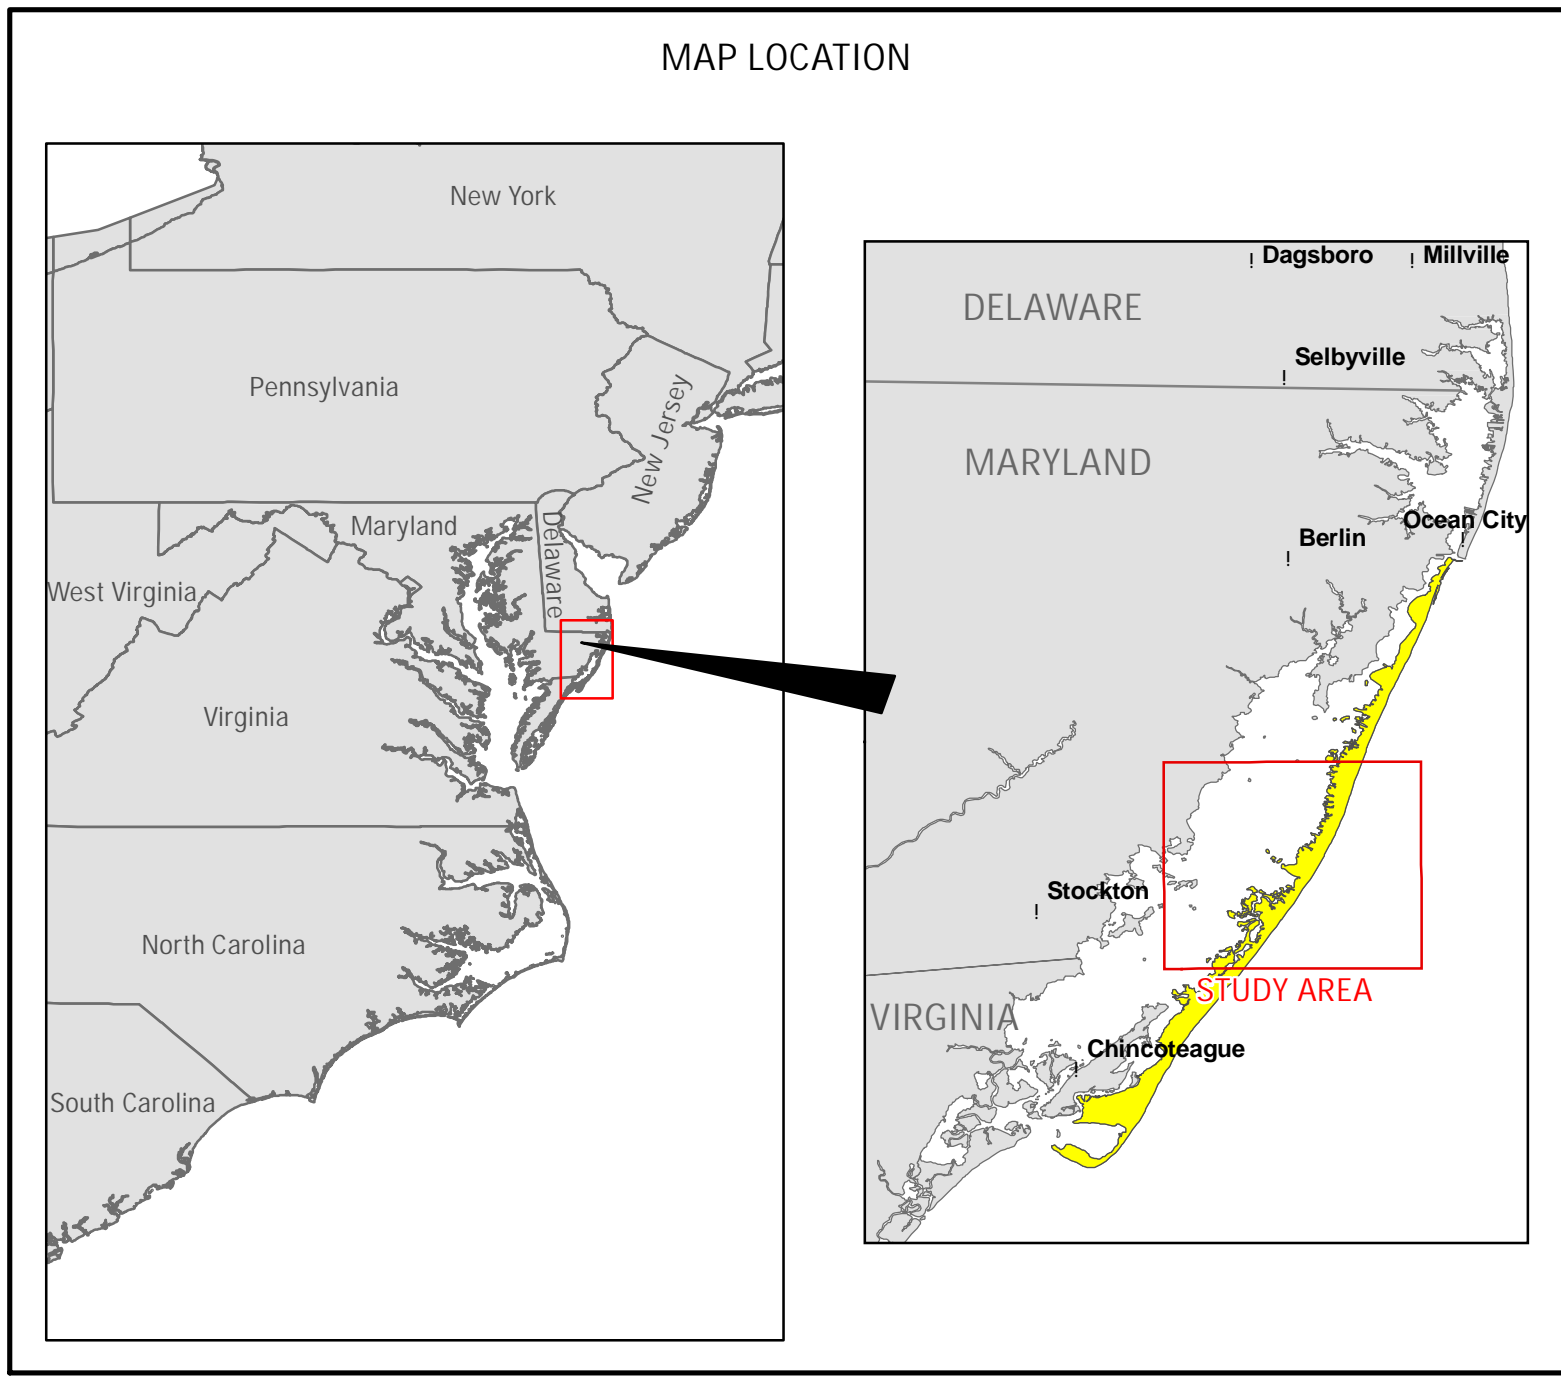 MAP LOCATION
New York
Pennsylvania
New Jersey
Maryland
Delaware
West Virginia
Virginia
North Carolina
South Carolina
! Dagsboro
! Millville
DELAWARE
Selbyville
!
MARYLAND
Ocean City
!
Berlin
!
Stockton
!
STUDY AREA
VIRGINIA
Chincoteague
!